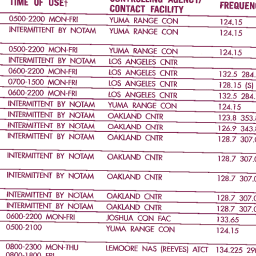 TIME OF USE† CONTROLLING AGENCY/
CONTACT FACILITY FREQUEN
0500-2200 MON-FRI YUMA RANGE CON 124.15
INTERMITTENT BY NOTAM YUMA RANGE CON 124.15
0500-2200 MON-FRI YUMA RANGE CON 124.15
INTERMITTENT BY NOTAM LOS ANGELES CNTR
0600-2200 MON-FRI LOS ANGELES CNTR 132.5 284.
0700-1500 MON-FRI LOS ANGELES CNTR 128.15 (S)
0600-2200 MON-FRI LOS ANGELES CNTR 132.5 284.
INTERMITTENT BY NOTAM YUMA RANGE CON 124.15
INTERMITTENT BY NOTAM OAKLAND CNTR 123.8 353.
INTERMITTENT BY NOTAM OAKLAND CNTR 126.9 343.
INTERMITTENT BY NOTAM OAKLAND CNTR 128.7 307.
INTERMITTENT BY NOTAM OAKLAND CNTR 128.7 307.0
INTERMITTENT BY NOTAM OAKLAND CNTR 128.7 307.
INTERMITTENT BY NOTAM OAKLAND CNTR 128.7 307.
INTERMITTENT BY NOTAM OAKLAND CNTR 128.7 307.
0600-2200 MON-FRI JOSHUA CON FAC 133.65
0500-2100 YUMA RANGE CON 124.15
0800-2300 MON-THU LEMOORE NAS (REEVES) ATCT 134.225 290
0800-1800 FRI